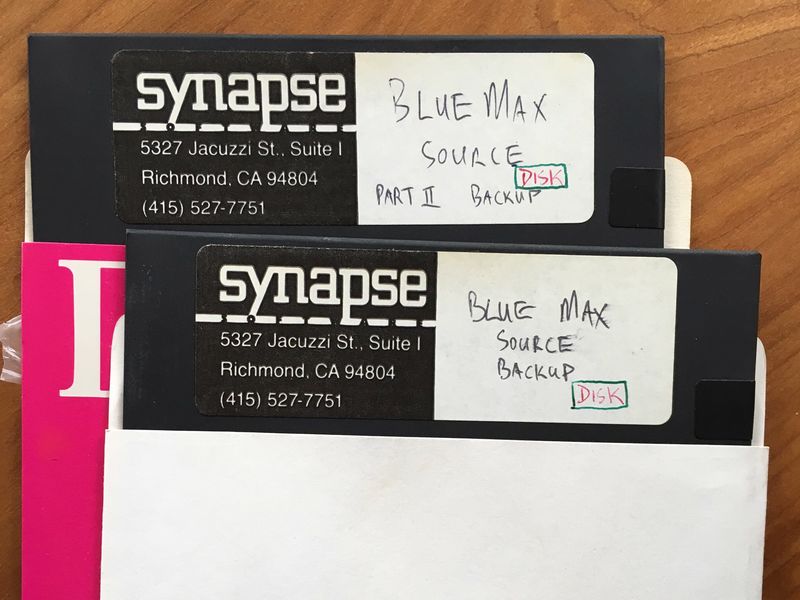 synapse
5327 Jacuzzi St., Suite I
Richmond, CA 94804
(415) 527-7751
BLUE MAX
SOURCE
DISK
PART II BACKUP
synapse
5327 Jacuzzi St., Suite I
Richmond, CA 94804
(415) 527-7751
BLUE MAX
SOURCE
BACKUP
DISK